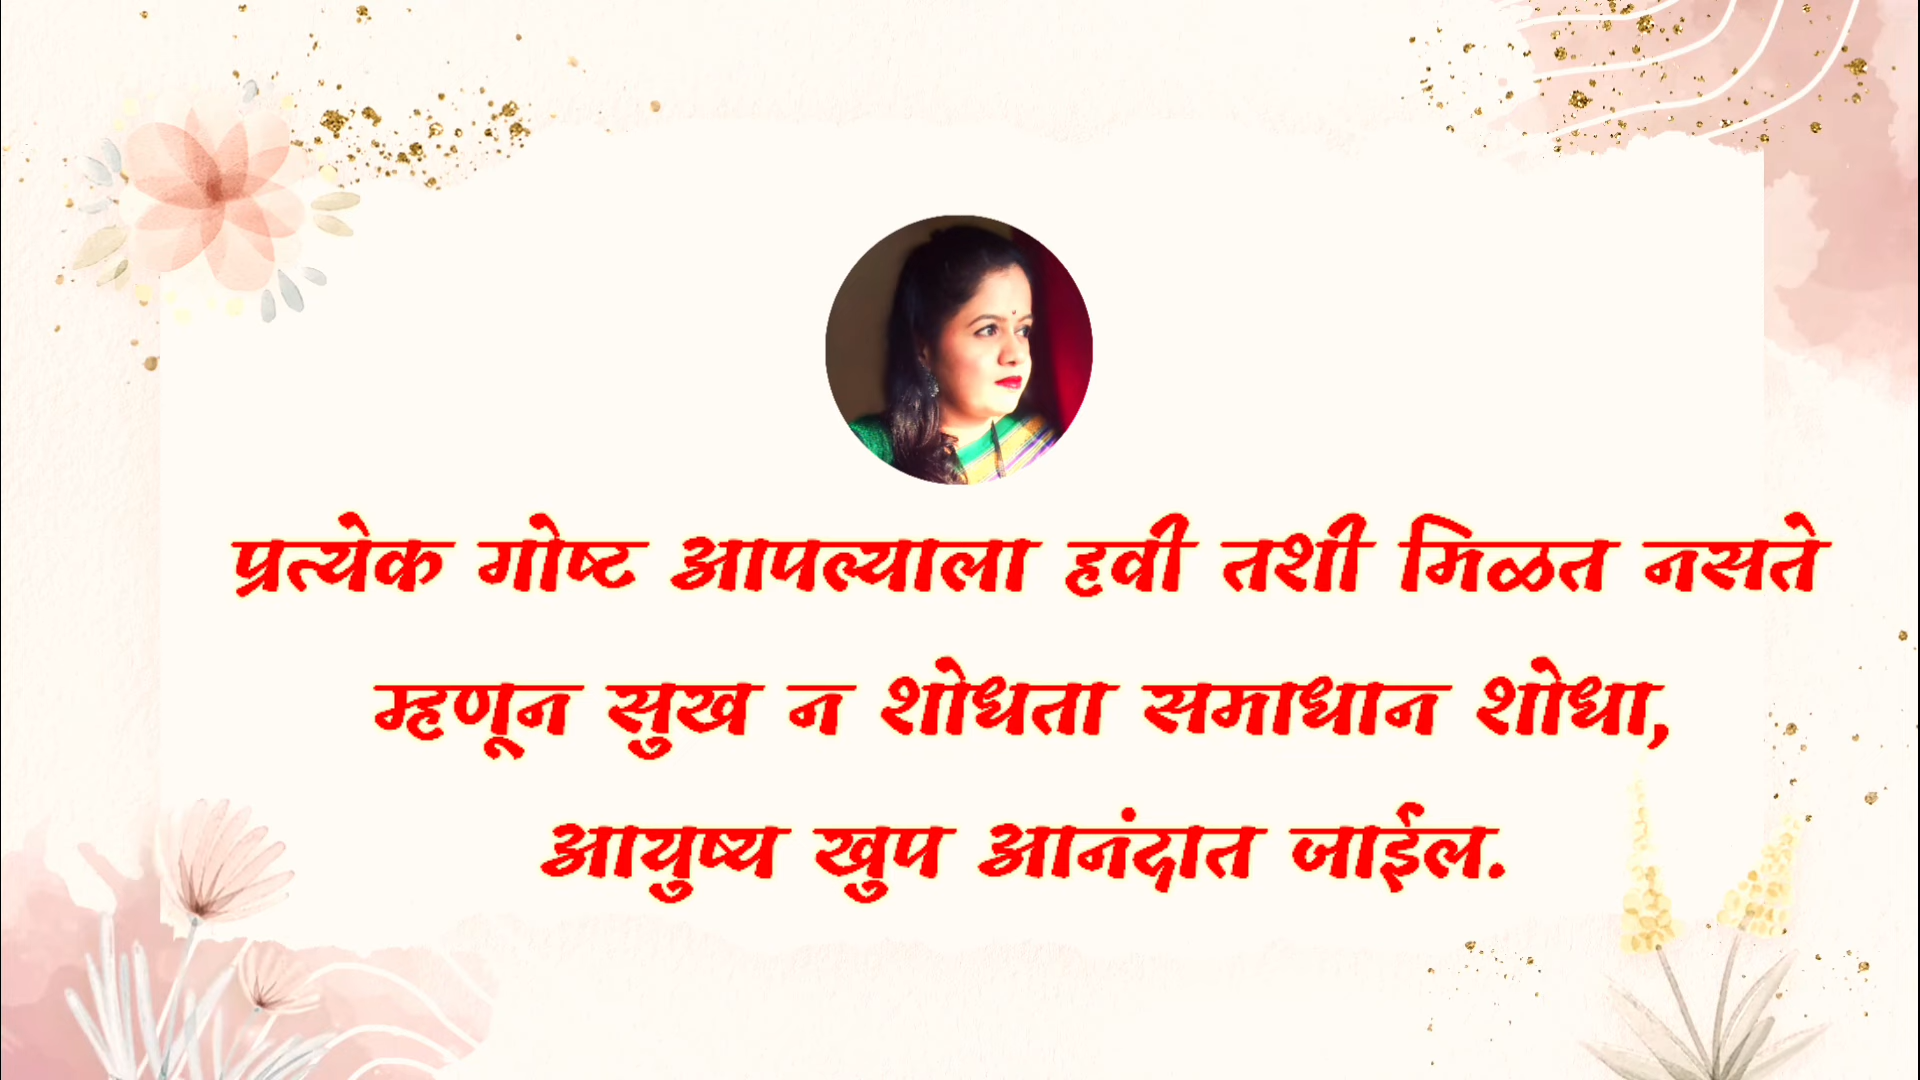 प्रत्येक गोष्ट आपल्याला हवी तशी मिळत नसते
म्हणून सुख न शोधता समाधान शोधा,
आयुष्य खुप आनंदात जाईल.